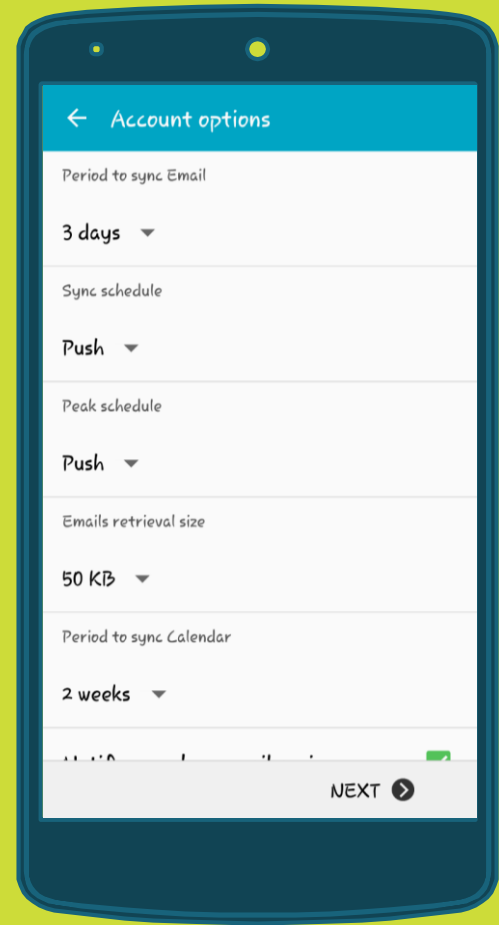 Account options
Period to sync Email
3 days
Sync schedule
Push
Peak schedule
Push
Emails retrieval size
50 KB
Period to sync Calendar
2 weeks
NEXT